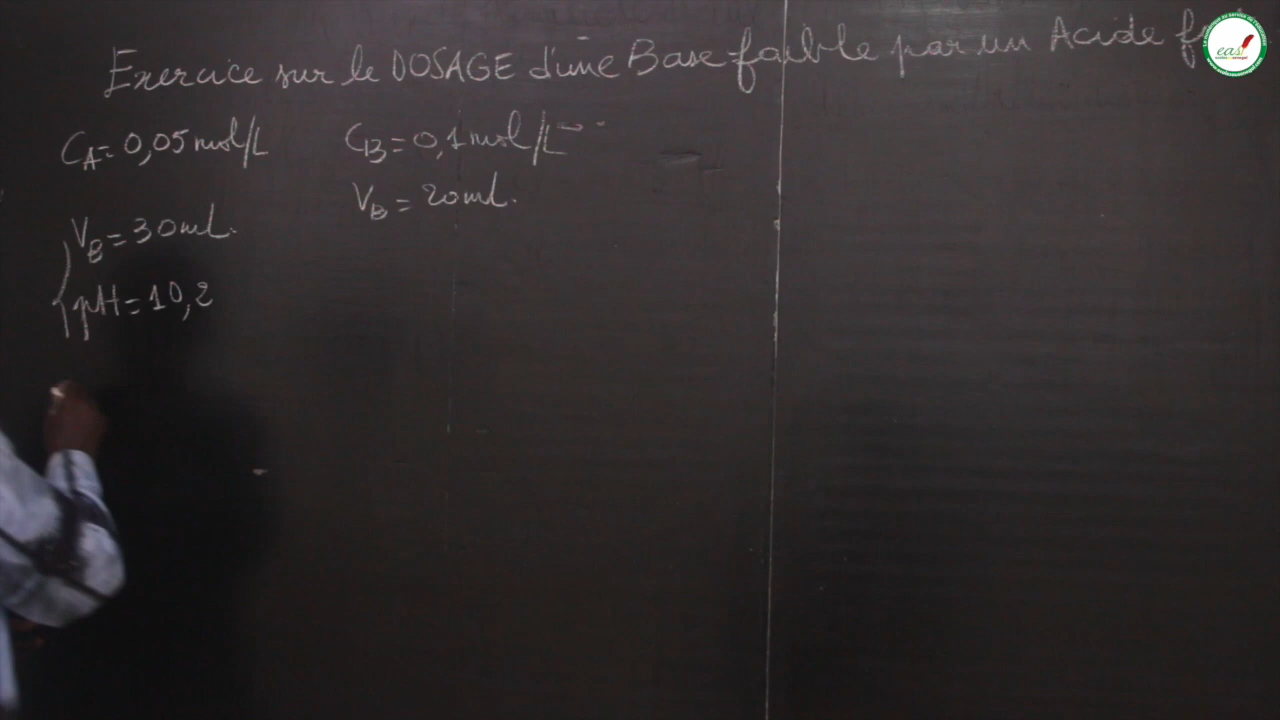 Exercice sur le DOSAGE d'une Base faible par un Acide
CA = 0,05 mol/L
CB = 0,1 mol/L
VB = 20 mL.
VB = 30 mL.
pH = 10,2
easi